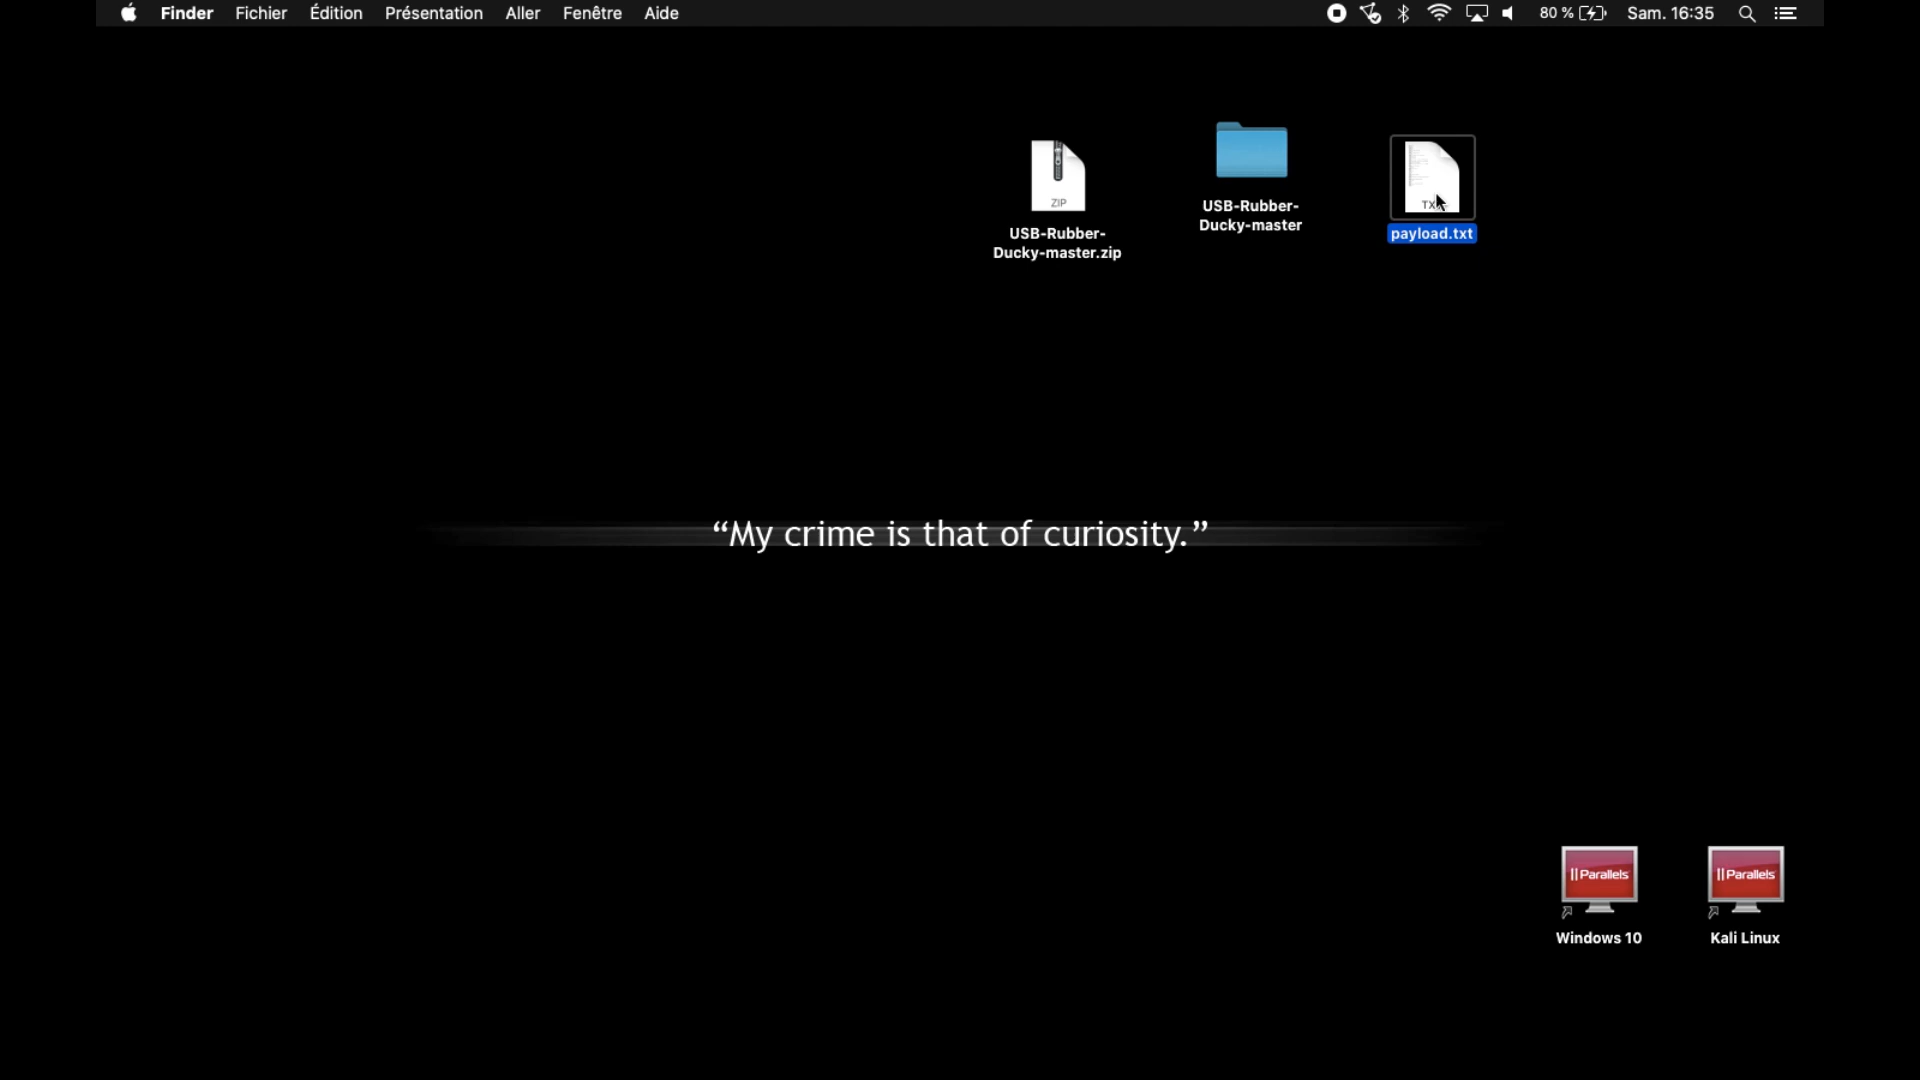 Finder Fichier Édition Présentation Aller Fenêtre Aide 80 % Sam. 16:35
ZIP
USB-Rubber-
Ducky-master.zip
USB-Rubber-
Ducky-master
payload.txt
“My crime is that of curiosity.”
|| Parallels
Windows 10
|| Parallels
Kali Linux